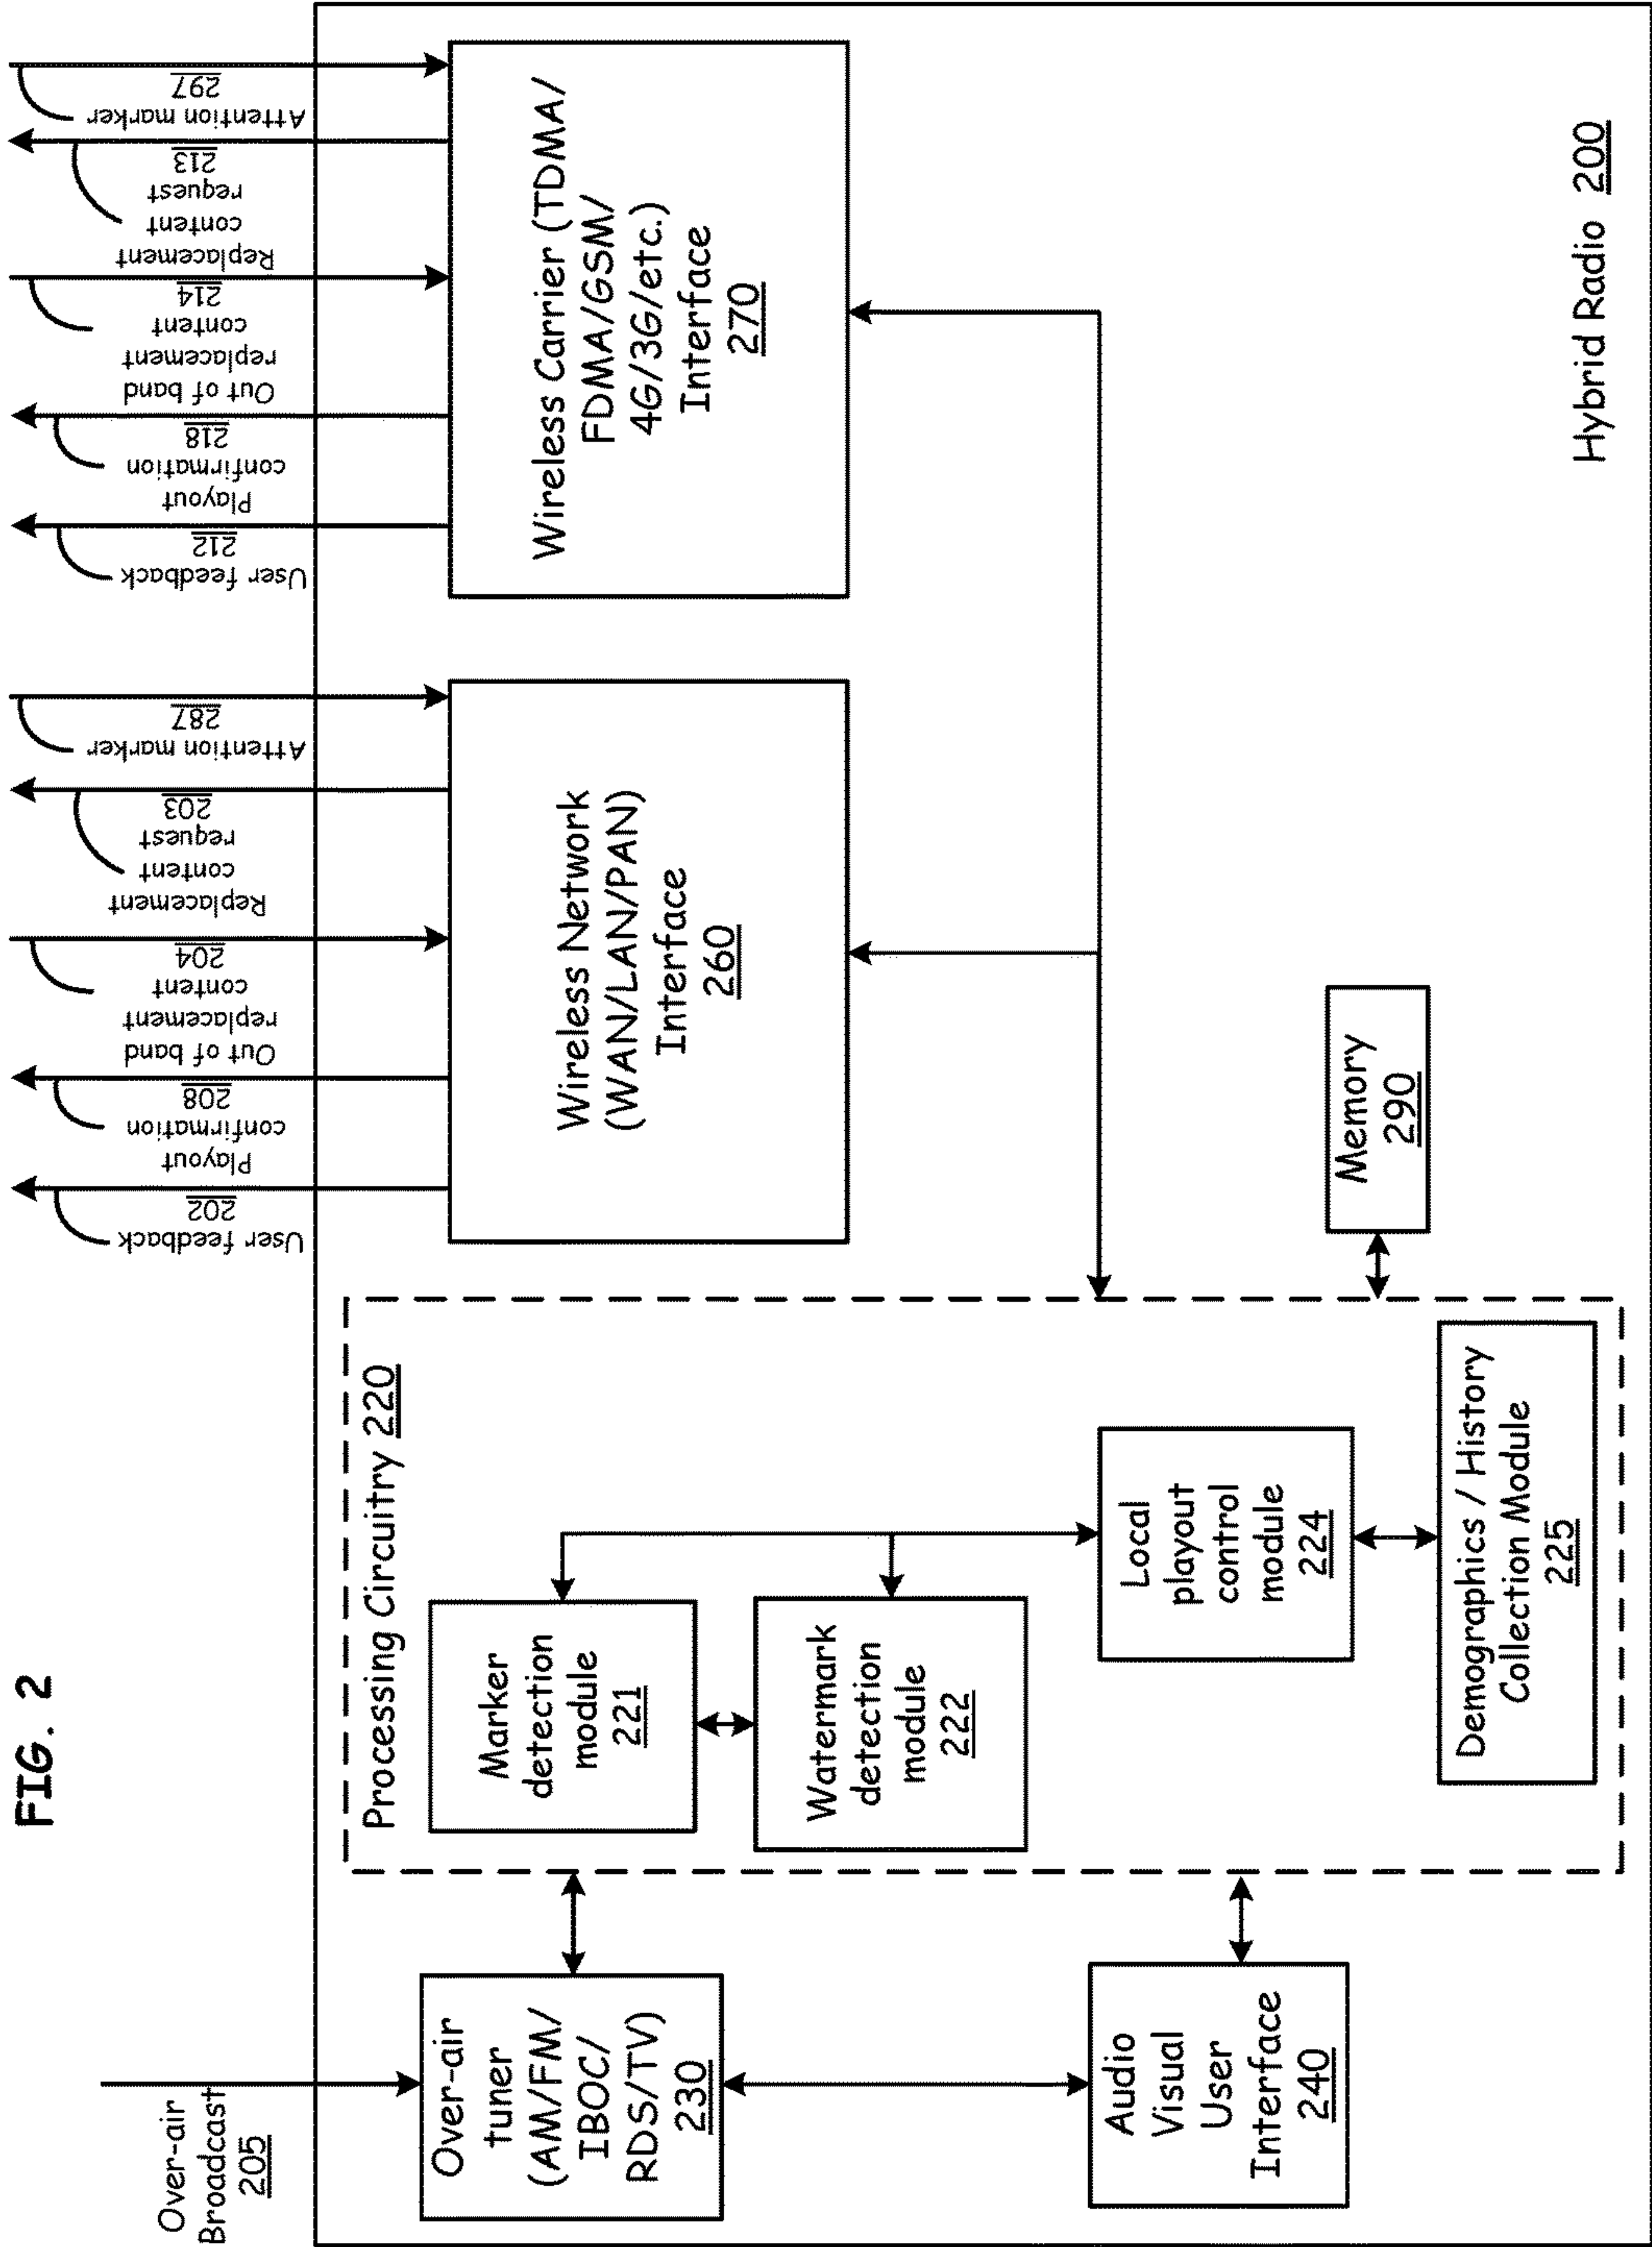 FIG. 2
Over-air
Broadcast
205
User feedback
202
Playout
confirmation
208
Out of band
replacement
content
204
Replacement
content
request
203
Attention marker
287
User feedback
212
Playout
confirmation
218
Out of band
replacement
content
214
Replacement
content
request
213
Attention marker
297
Over-air
tuner
(AM/FM/
IBOC/
RDS/TV)
230
Audio
Visual
User
Interface
240
Processing Circuitry 220
Marker
detection
module
221
Watermark
detection
module
222
Local
playout
control
module
224
Demographics / History
Collection Module
225
Memory
290
Wireless Network
(WAN/LAN/PAN)
Interface
260
Wireless Carrier (TDMA/
FDMA/GSM/
4G/3G/etc.)
Interface
270
Hybrid Radio 200